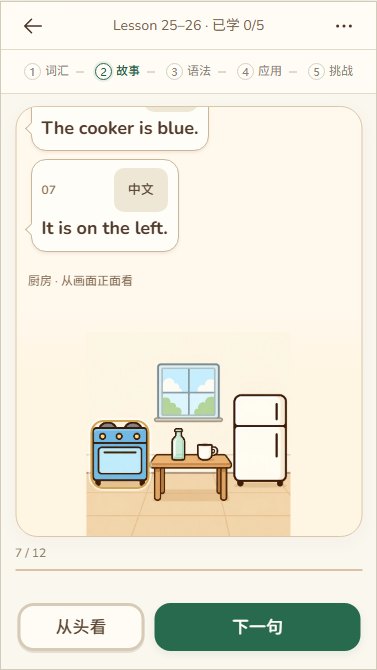 Lesson 25–26 · 已学 0/5
1 词汇 – 2 故事 – 3 语法 – 4 应用 – 5 挑战
The cooker is blue.
07 中文
It is on the left.
厨房 · 从画面正面看
7 / 12
从头看 下一句